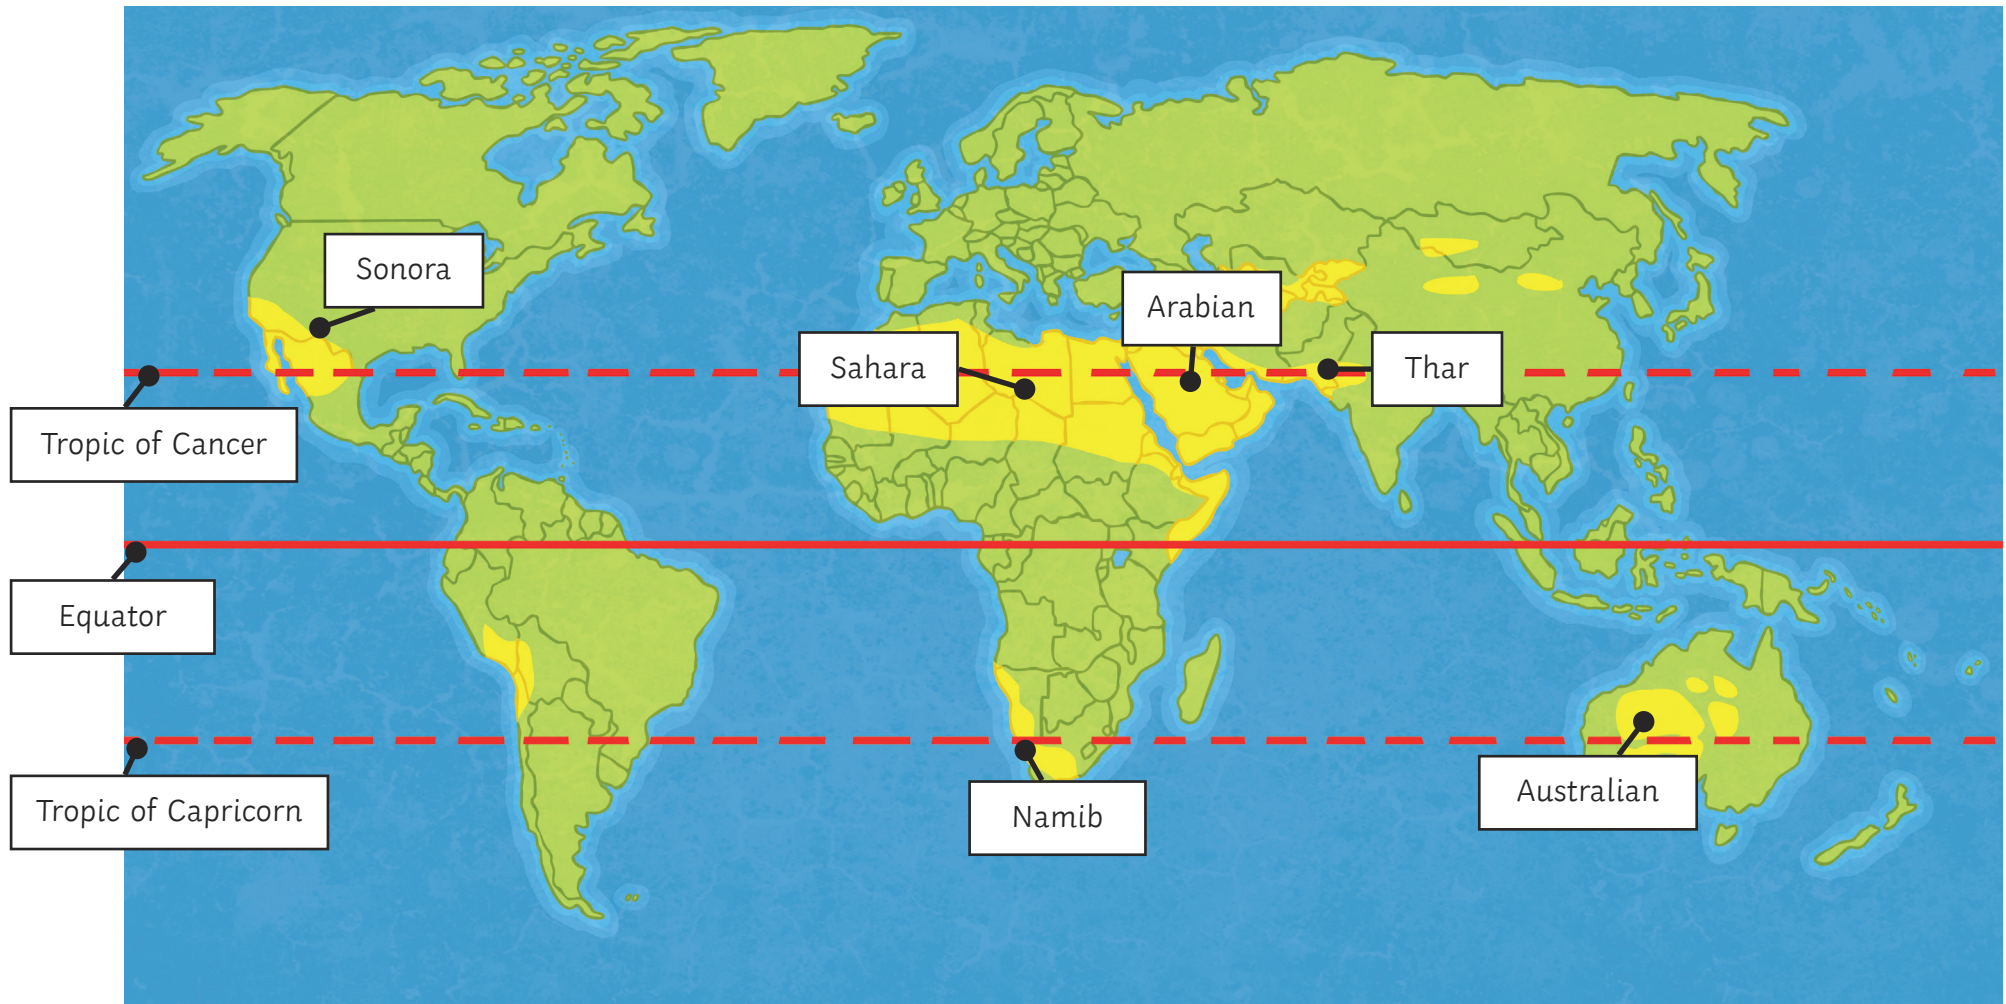 Sonora
Arabian
Sahara
Thar
Tropic of Cancer
Equator
Tropic of Capricorn
Namib
Australian